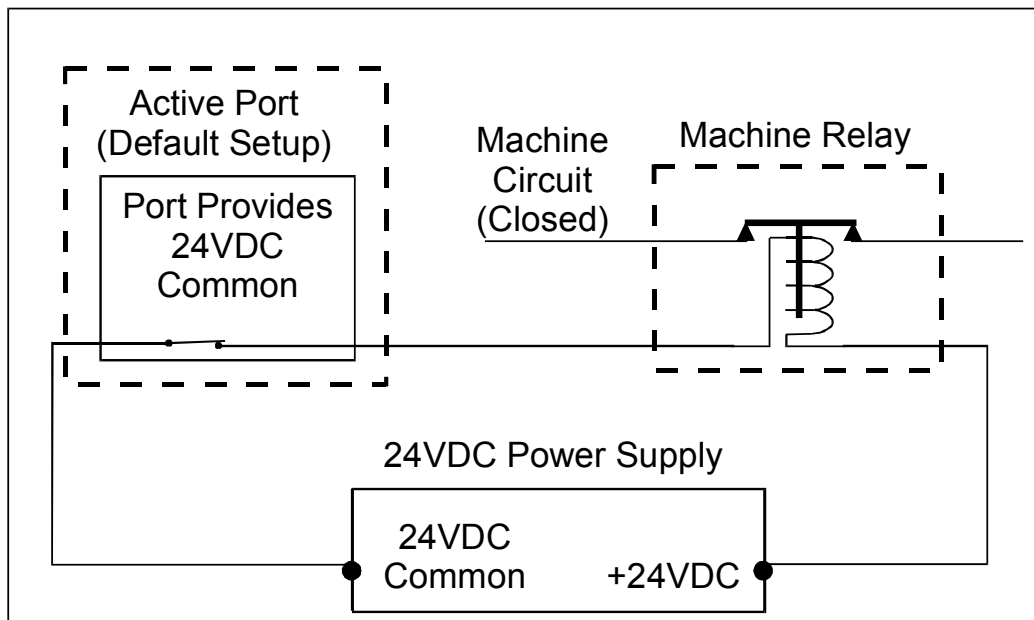 Active Port
(Default Setup)
Port Provides
24VDC
Common
Machine
Circuit
(Closed)
Machine Relay
24VDC Power Supply
24VDC
Common
+24VDC